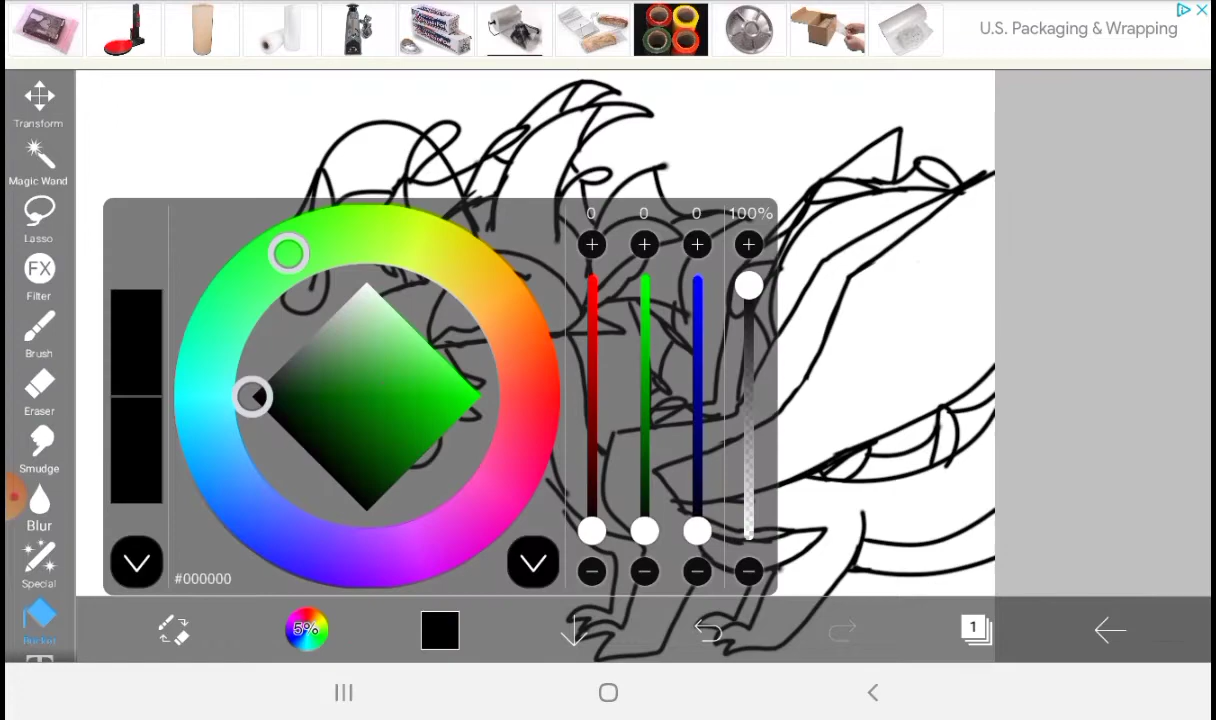 U.S. Packaging & Wrapping
Transform
Magic Wand
Lasso
FX
Filter
Brush
Eraser
Smudge
Blur
Special
Bucket
0 0 0 100%
#000000
5%
1